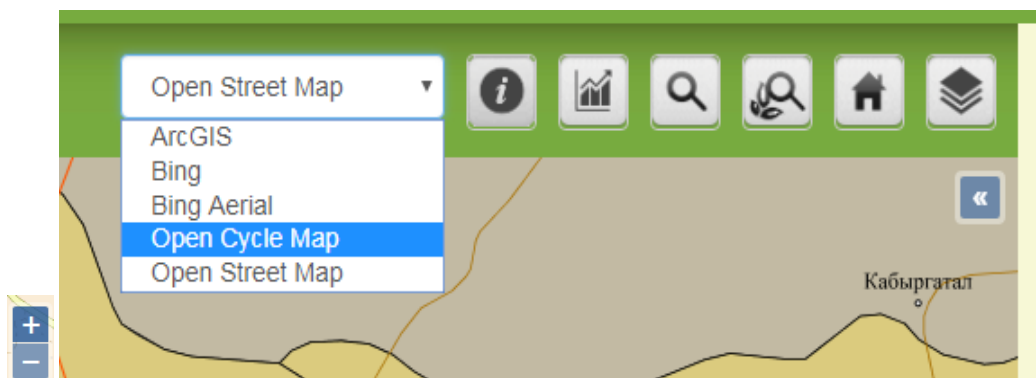 Open Street Map
ArcGIS
Bing
Bing Aerial
Open Cycle Map
Open Street Map
«
Кабыргатал
+
−